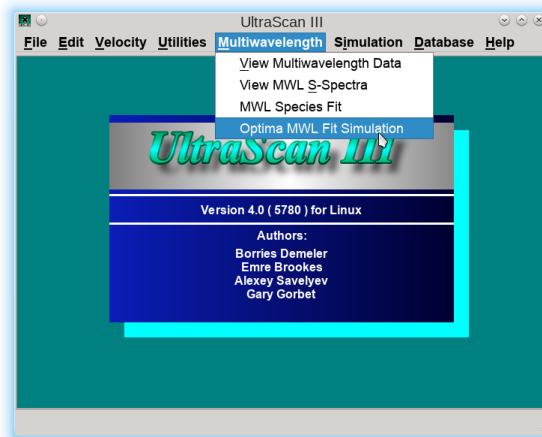 UltraScan III
File Edit Velocity Utilities Multiwavelength Simulation Database Help
View Multiwavelength Data
View MWL S-Spectra
MWL Species Fit
Optima MWL Fit Simulation
UltraScan III
Version 4.0 ( 5780 ) for Linux
Authors:
Borries Demeler
Emre Brookes
Alexey Savelyev
Gary Gorbet